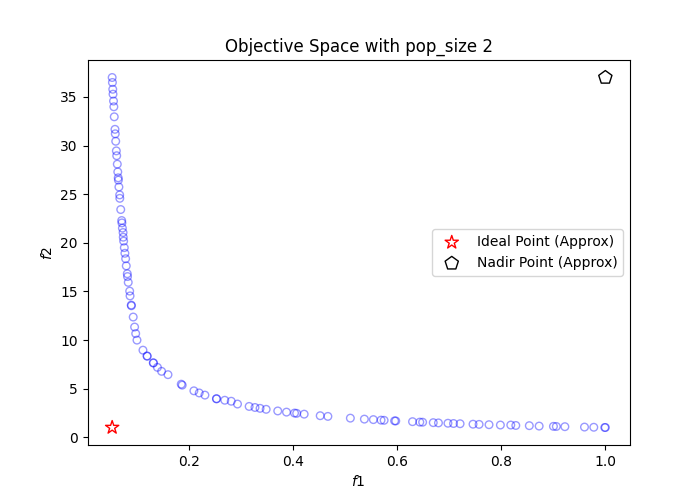 Objective Space with pop_size 2
f2
35
30
25
20
15
10
5
0
Ideal Point (Approx)
Nadir Point (Approx)
0.2
0.4
0.6
0.8
1.0
f1